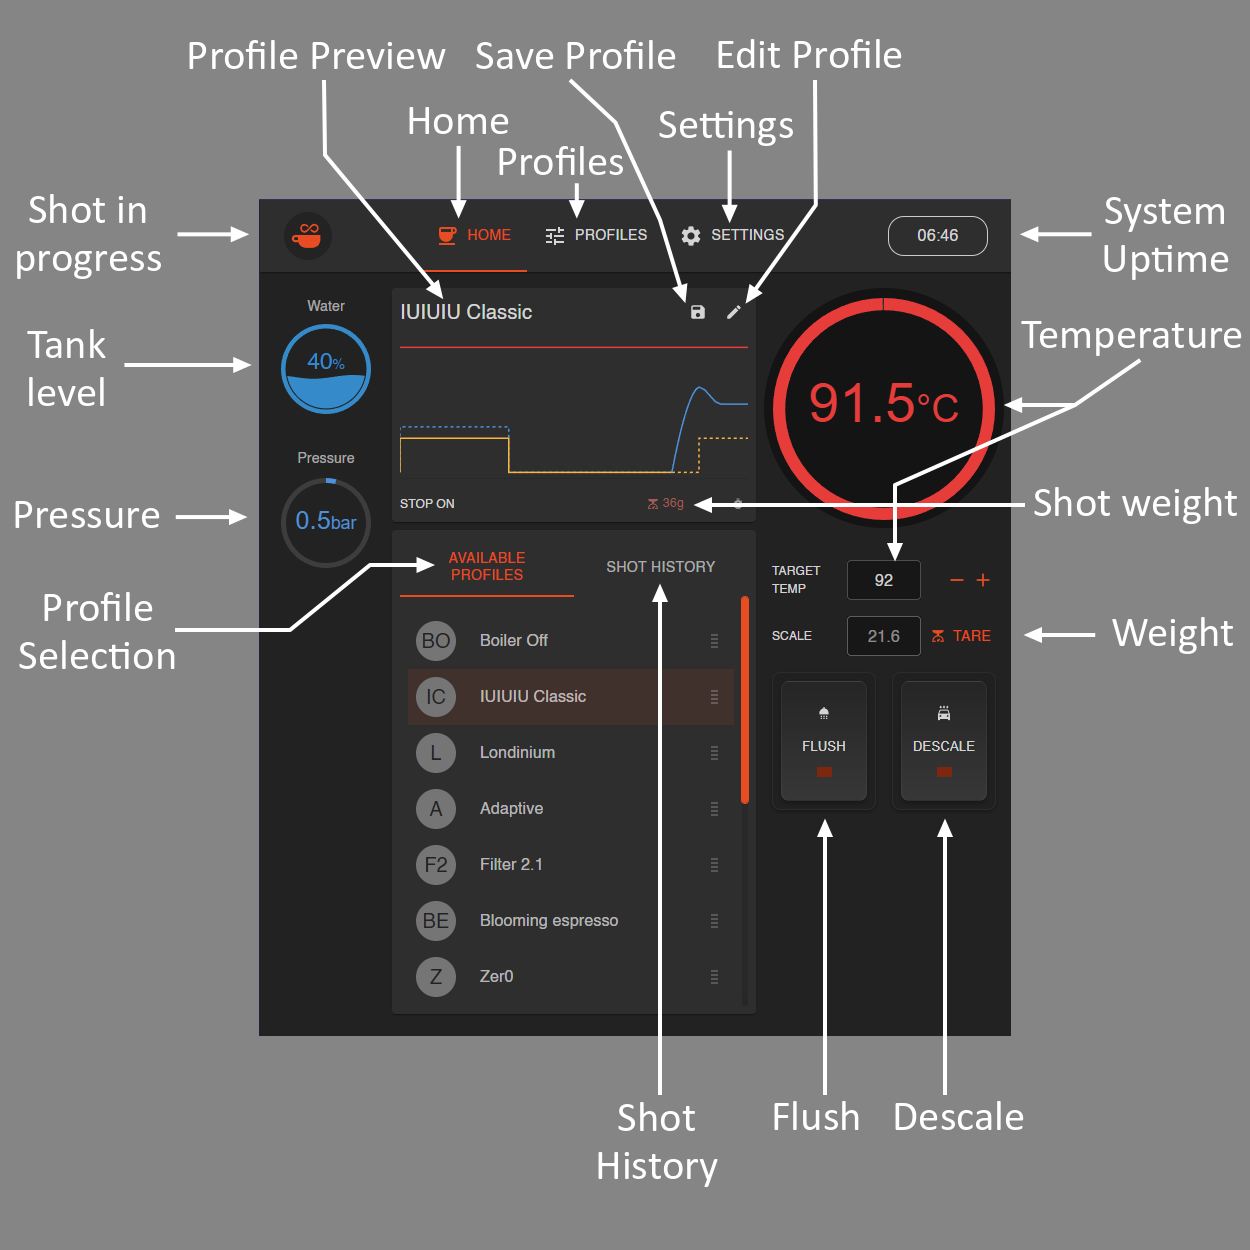 Profile Preview
Save Profile
Edit Profile
Home
Settings
Profiles
Shot in
progress
System
Uptime
HOME
PROFILES
SETTINGS
06:46
Water
40%
Tank
level
IUIUIU Classic
Temperature
91.5°C
Pressure
0.5bar
Pressure
STOP ON
36g
Shot weight
AVAILABLE
PROFILES
SHOT HISTORY
TARGET
TEMP
92
− +
Profile
Selection
SCALE
21.6
TARE
Weight
BO
Boiler Off
IC
IUIUIU Classic
L
Londinium
A
Adaptive
F2
Filter 2.1
BE
Blooming espresso
Z
Zer0
FLUSH
DESCALE
Shot
History
Flush
Descale